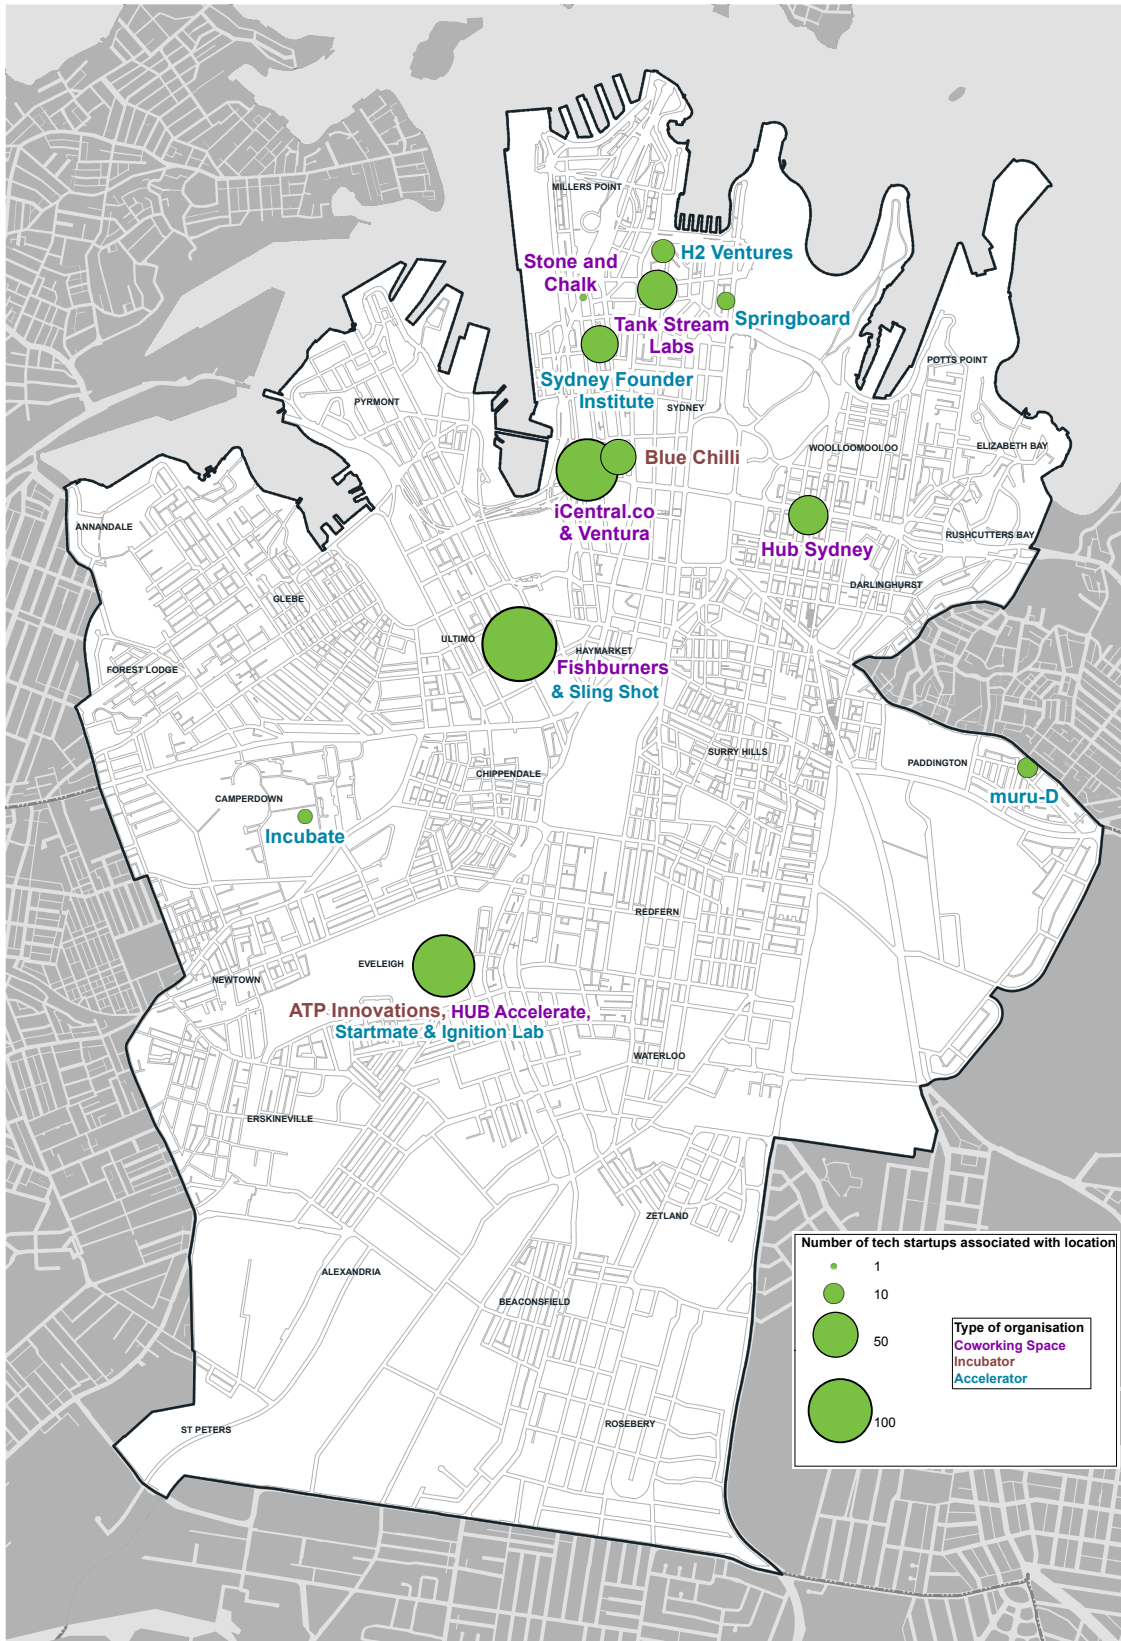 MILLERS POINT
H2 Ventures
Stone and
Chalk
Tank Stream
Labs
Springboard
Sydney Founder
Institute
SYDNEY
PYRMONT
POTTS POINT
WOOLLOOMOOLOO
ELIZABETH BAY
Blue Chilli
iCentral.co
& Ventura
Hub Sydney
RUSHCUTTERS BAY
ANNANDALE
DARLINGHURST
GLEBE
ULTIMO
HAYMARKET
Fishburners
& Sling Shot
FOREST LODGE
SURRY HILLS
PADDINGTON
CHIPPENDALE
muru-D
CAMPERDOWN
Incubate
REDFERN
EVELEIGH
NEWTOWN
ATP Innovations, HUB Accelerate,
Startmate & Ignition Lab
WATERLOO
ERSKINEVILLE
ZETLAND
ALEXANDRIA
BEACONSFIELD
ROSEBERY
ST PETERS
Number of tech startups associated with location
1
10
50
100
Type of organisation
Coworking Space
Incubator
Accelerator